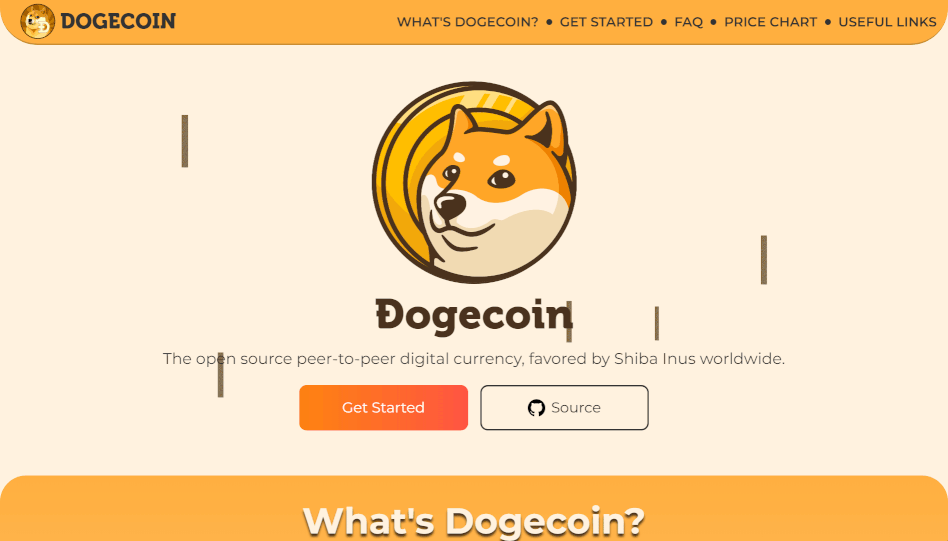 DOGECOIN
WHAT'S DOGECOIN? ● GET STARTED ● FAQ ● PRICE CHART ● USEFUL LINKS
Ðogecoin
The open source peer-to-peer digital currency, favored by Shiba Inus worldwide.
Get Started
Source
What's Dogecoin?